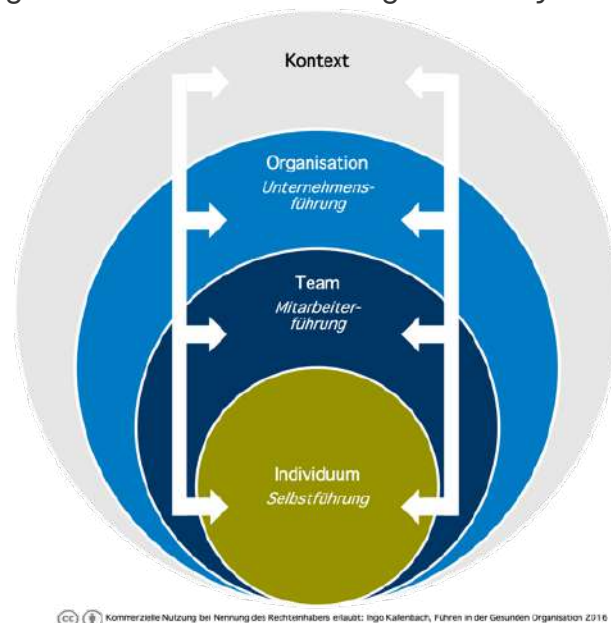 Kontext
Organisation
Unternehmens-
führung
Team
Mitarbeiter-
führung
Individuum
Selbstführung
Kommerzielle Nutzung bei Nennung des Rechteinhabers erlaubt: Ingo Kalenbach, Führen in der Gesunden Organisation 2016